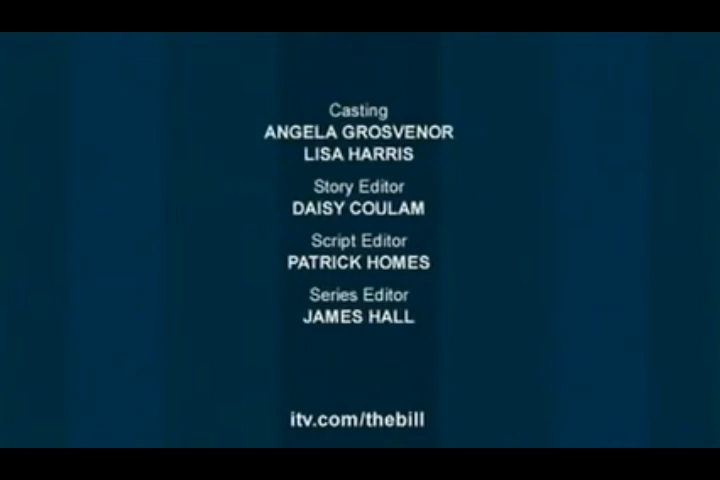 Casting
ANGELA GROSVENOR
LISA HARRIS
Story Editor
DAISY COULAM
Script Editor
PATRICK HOMES
Series Editor
JAMES HALL
itv.com/thebill